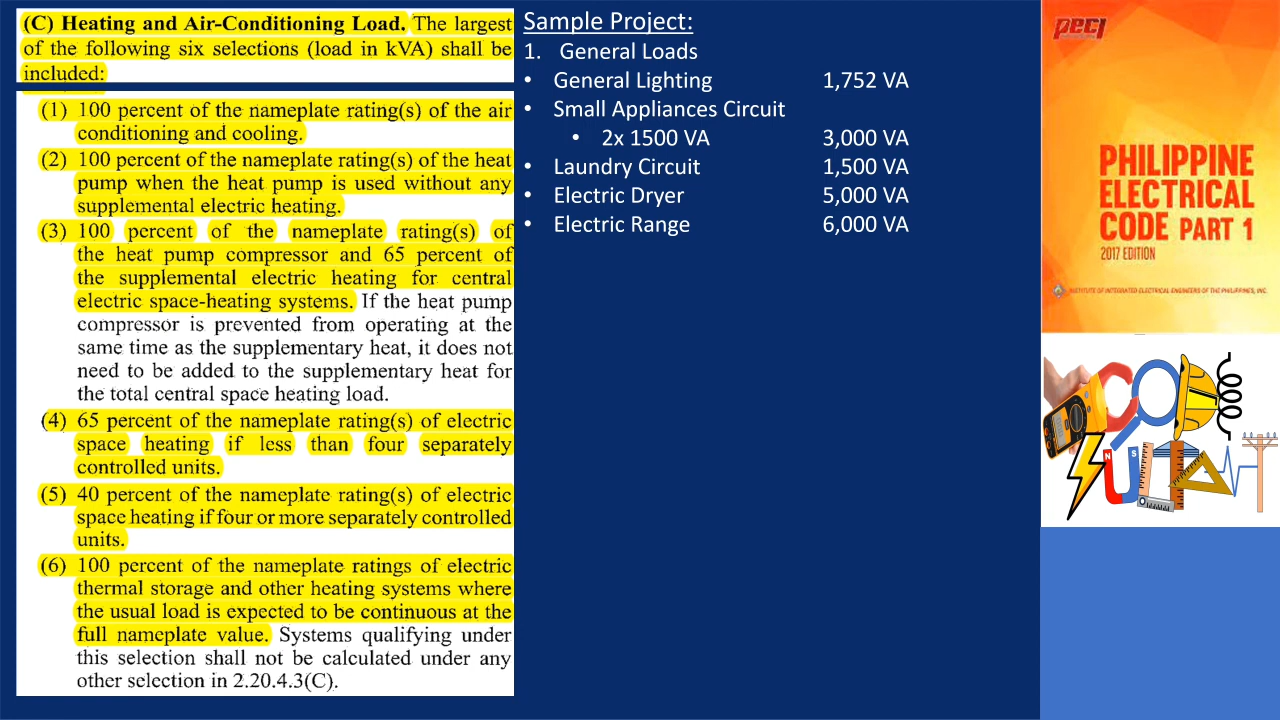 (C) Heating and Air-Conditioning Load. The largest
of the following six selections (load in kVA) shall be
included:
(1) 100 percent of the nameplate rating(s) of the air
conditioning and cooling.
(2) 100 percent of the nameplate rating(s) of the heat
pump when the heat pump is used without any
supplemental electric heating.
(3) 100 percent of the nameplate rating(s) of
the heat pump compressor and 65 percent of
the supplemental electric heating for central
electric space-heating systems. If the heat pump
compressor is prevented from operating at the
same time as the supplementary heat, it does not
need to be added to the supplementary heat for
the total central space heating load.
(4) 65 percent of the nameplate rating(s) of electric
space heating if less than four separately
controlled units.
(5) 40 percent of the nameplate rating(s) of electric
space heating if four or more separately controlled
units.
(6) 100 percent of the nameplate ratings of electric
thermal storage and other heating systems where
the usual load is expected to be continuous at the
full nameplate value. Systems qualifying under
this selection shall not be calculated under any
other selection in 2.20.4.3(C).
Sample Project:
1. General Loads
• General Lighting 1,752 VA
• Small Appliances Circuit
• 2x 1500 VA 3,000 VA
• Laundry Circuit 1,500 VA
• Electric Dryer 5,000 VA
• Electric Range 6,000 VA
PEC1
PHILIPPINE
ELECTRICAL
CODE PART 1
2017 EDITION
INSTITUTE OF INTEGRATED ELECTRICAL ENGINEERS OF THE PHILIPPINES, INC.
N S